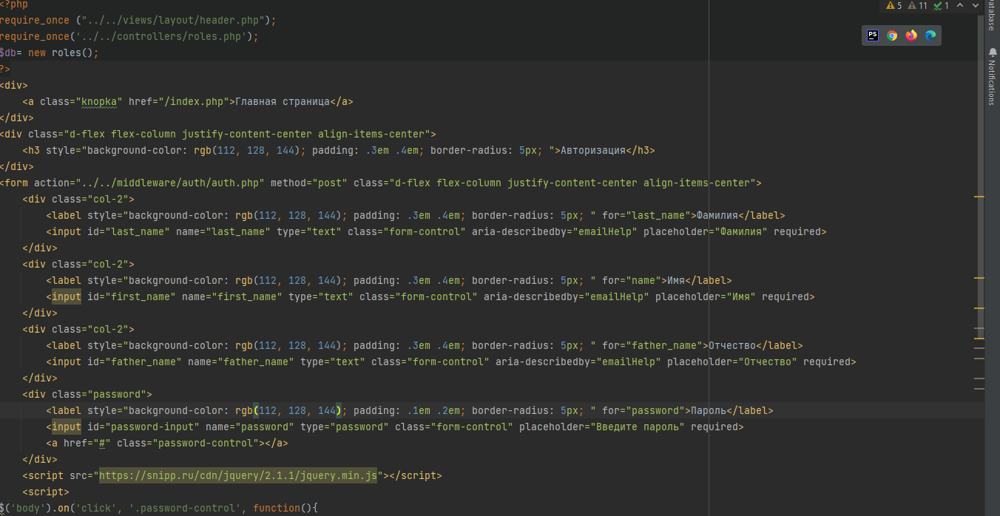 <?php
5 11 1
require_once ("../../views/layout/header.php");
require_once('../../controllers/roles.php');
$db= new roles();
?>
PS
Database
Notifications
<div>
<a class="knopka" href="/index.php">Главная страница</a>
</div>
<div class="d-flex flex-column justify-content-center align-items-center">
<h3 style="background-color: rgb(112, 128, 144); padding: .3em .4em; border-radius: 5px; ">Авторизация</h3>
</div>
<form action="../../middleware/auth/auth.php" method="post" class="d-flex flex-column justify-content-center align-items-center">
<div class="col-2">
<label style="background-color: rgb(112, 128, 144); padding: .3em .4em; border-radius: 5px; " for="last_name">Фамилия</label>
<input id="last_name" name="last_name" type="text" class="form-control" aria-describedby="emailHelp" placeholder="Фамилия" required>
</div>
<div class="col-2">
<label style="background-color: rgb(112, 128, 144); padding: .3em .4em; border-radius: 5px; " for="name">Имя</label>
<input id="first_name" name="first_name" type="text" class="form-control" aria-describedby="emailHelp" placeholder="Имя" required>
</div>
<div class="col-2">
<label style="background-color: rgb(112, 128, 144); padding: .3em .4em; border-radius: 5px; " for="father_name">Отчество</label>
<input id="father_name" name="father_name" type="text" class="form-control" aria-describedby="emailHelp" placeholder="Отчество" required>
</div>
<div class="password">
<label style="background-color: rgb(112, 128, 144); padding: .1em .2em; border-radius: 5px; " for="password">Пароль</label>
<input id="password-input" name="password" type="password" class="form-control" placeholder="Введите пароль" required>
<a href="#" class="password-control"></a>
</div>
<script src="https://snipp.ru/cdn/jquery/2.1.1/jquery.min.js"></script>
<script>
$('body').on('click', '.password-control', function(){